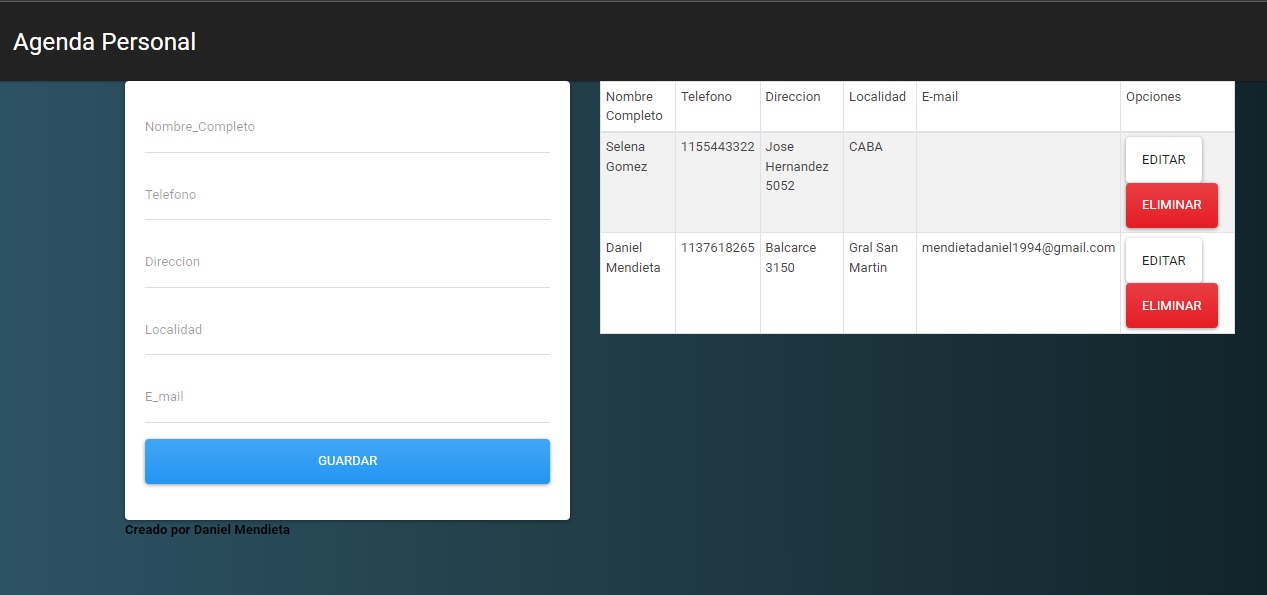 Agenda Personal
Nombre_Completo
Telefono
Direccion
Localidad
E_mail
GUARDAR
Creado por Daniel Mendieta
Nombre Telefono Direccion Localidad E-mail Opciones
Completo
Selena 1155443322 Jose CABA EDITAR
Gomez Hernandez
5052
ELIMINAR
Daniel 1137618265 Balcarce Gral San mendietadaniel1994@gmail.com EDITAR
Mendieta 3150 Martin
ELIMINAR